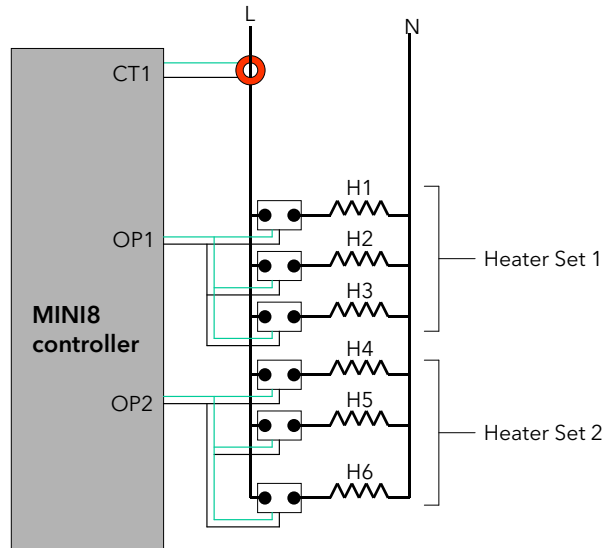 L
N
CT1
H1
OP1
H2
Heater Set 1
H3
MINI8
controller
H4
OP2
H5
Heater Set 2
H6